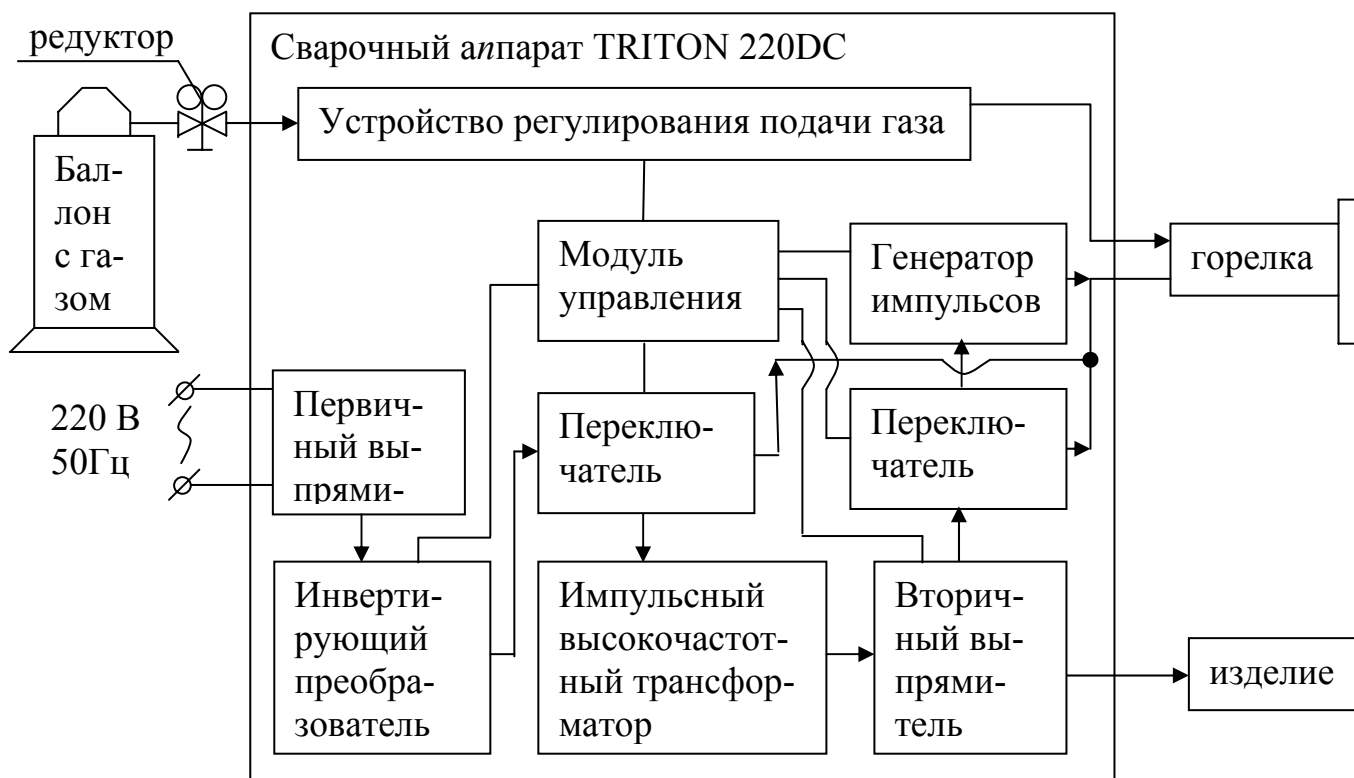 редуктор
Сварочный аппарат TRITON 220DC
Устройство регулирования подачи газа
Бал-
лон
с га-
зом
Модуль
управления
Генератор
импульсов
горелка
220 В
50Гц
Первич-
ный вы-
прями-
Переклю-
чатель
Переклю-
чатель
Инверти-
рующий
преобра-
зователь
Импульсный
высокочастот-
ный трансфор-
матор
Вторич-
ный вы-
прями-
тель
изделие